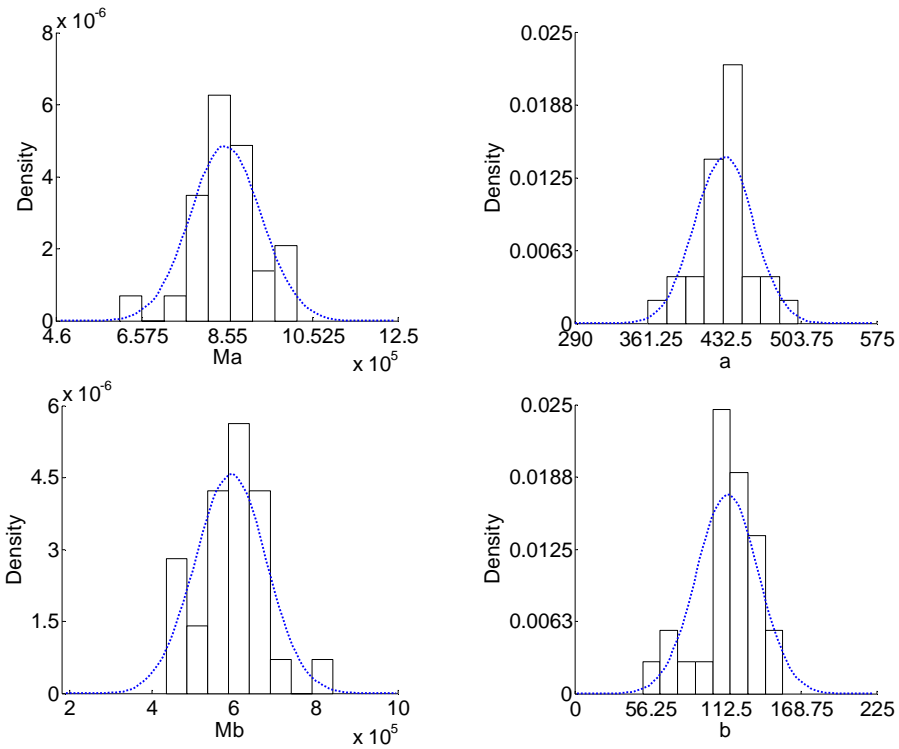 x 10^-6
8
6
4
2
0
Density
4.6 6.575 8.55 10.525 12.5
Ma
x 10^5
0.025
0.0188
0.0125
0.0063
0
Density
290 361.25 432.5 503.75 575
a
x 10^-6
6
4.5
3
1.5
0
Density
2 4 6 8 10
Mb
x 10^5
0.025
0.0188
0.0125
0.0063
0
Density
0 56.25 112.5 168.75 225
b